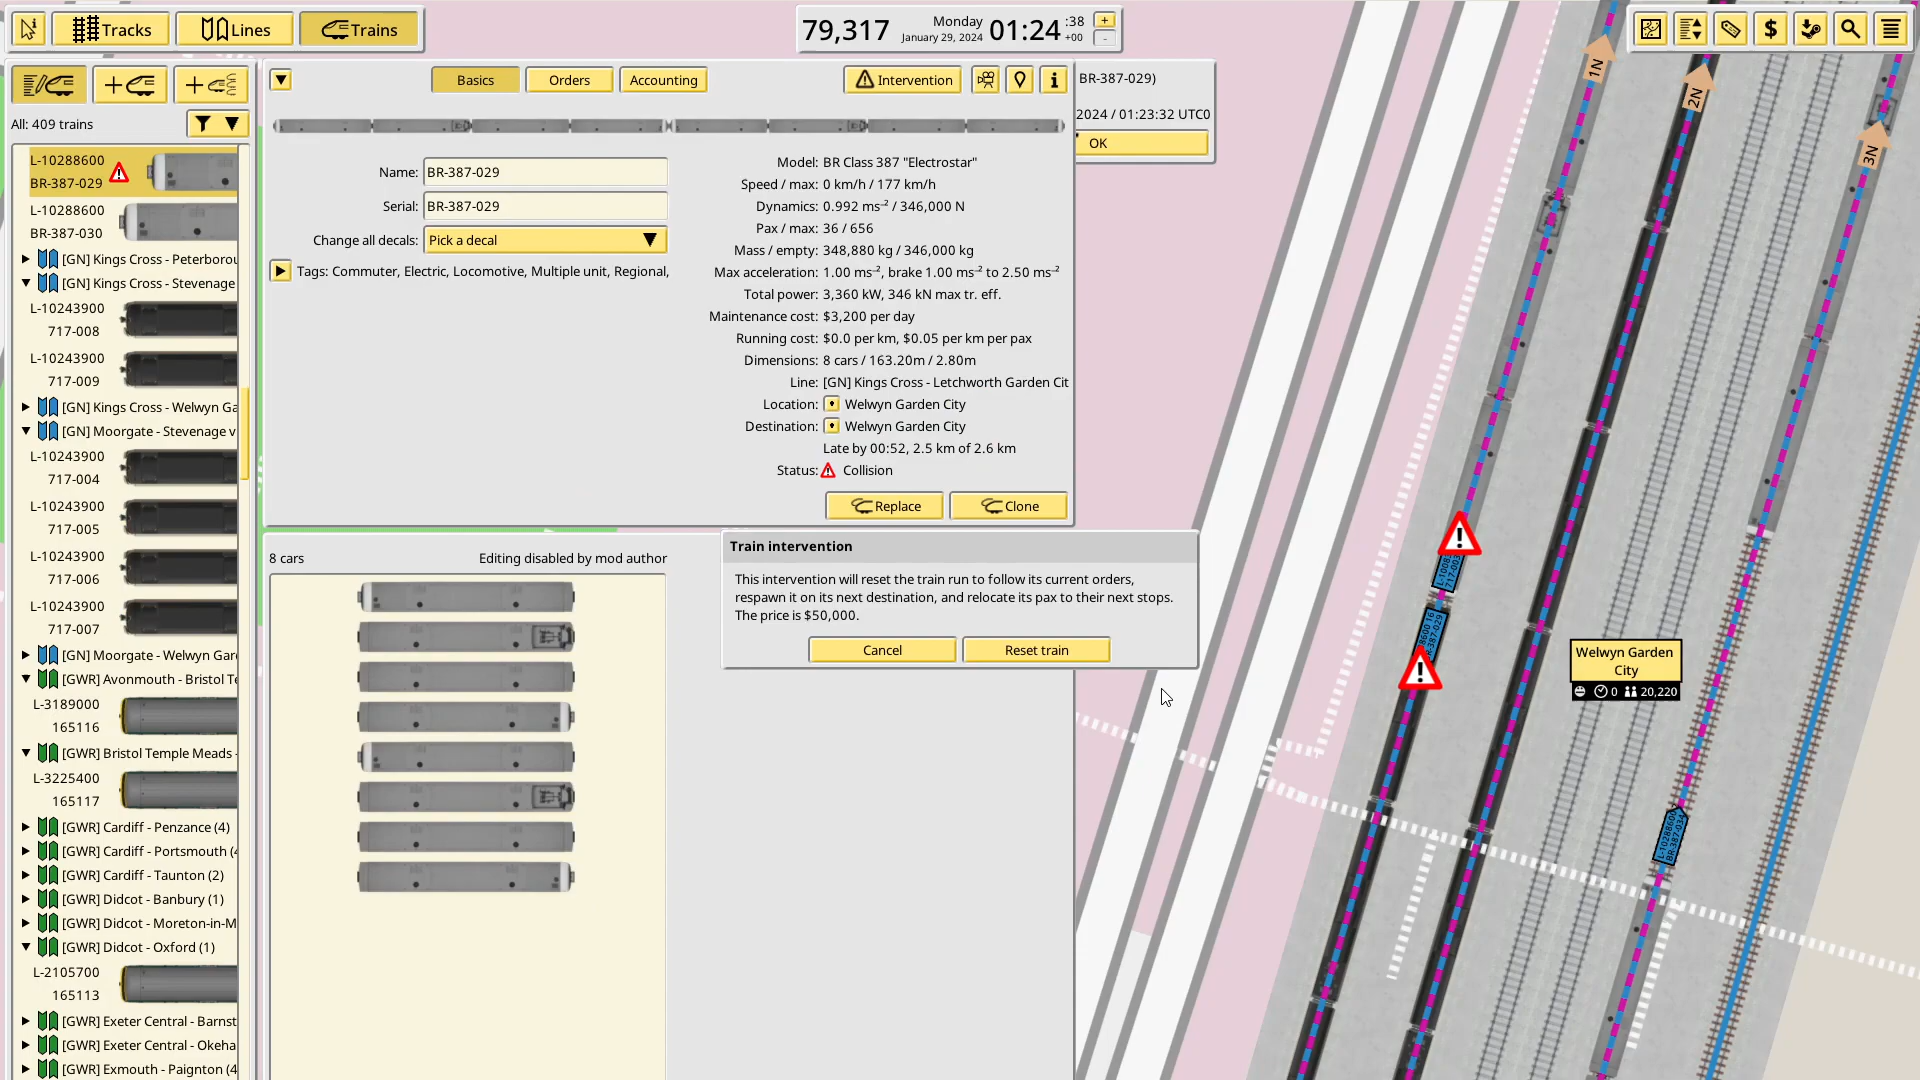 Tracks
Lines
Trains
79,317
Monday
January 29, 2024
01:24
:38
+00
+
-
All: 409 trains
L-10288600
BR-387-029
L-10288600
BR-387-030
[GN] Kings Cross - Peterborou
[GN] Kings Cross - Stevenage
L-10243900
717-008
L-10243900
717-009
[GN] Kings Cross - Welwyn Ga
[GN] Moorgate - Stevenage v
L-10243900
717-004
L-10243900
717-005
L-10243900
717-006
L-10243900
717-007
[GN] Moorgate - Welwyn Gar
[GWR] Avonmouth - Bristol Te
L-3189000
165116
[GWR] Bristol Temple Meads -
L-3225400
165117
[GWR] Cardiff - Penzance (4)
[GWR] Cardiff - Portsmouth (4
[GWR] Cardiff - Taunton (2)
[GWR] Didcot - Banbury (1)
[GWR] Didcot - Moreton-in-M
[GWR] Didcot - Oxford (1)
L-2105700
165113
[GWR] Exeter Central - Barnst
[GWR] Exeter Central - Okeha
[GWR] Exmouth - Paignton (4
Basics
Orders
Accounting
Intervention
Name: BR-387-029
Serial: BR-387-029
Change all decals: Pick a decal
Tags: Commuter, Electric, Locomotive, Multiple unit, Regional,
Model: BR Class 387 "Electrostar"
Speed / max: 0 km/h / 177 km/h
Dynamics: 0.992 ms⁻² / 346,000 N
Pax / max: 36 / 656
Mass / empty: 348,880 kg / 346,000 kg
Max acceleration: 1.00 ms⁻², brake 1.00 ms⁻² to 2.50 ms⁻²
Total power: 3,360 kW, 346 kN max tr. eff.
Maintenance cost: $3,200 per day
Running cost: $0.0 per km, $0.05 per km per pax
Dimensions: 8 cars / 163.20m / 2.80m
Line: [GN] Kings Cross - Letchworth Garden Cit
Location: Welwyn Garden City
Destination: Welwyn Garden City
Late by 00:52, 2.5 km of 2.6 km
Status: Collision
Replace
Clone
8 cars
Editing disabled by mod author
BR-387-029)
2024 / 01:23:32 UTC0
OK
Train intervention
This intervention will reset the train run to follow its current orders,
respawn it on its next destination, and relocate its pax to their next stops.
The price is $50,000.
Cancel
Reset train
1N
2N
3N
Welwyn Garden
City
0 20,220
L-10288600
BR-387-034